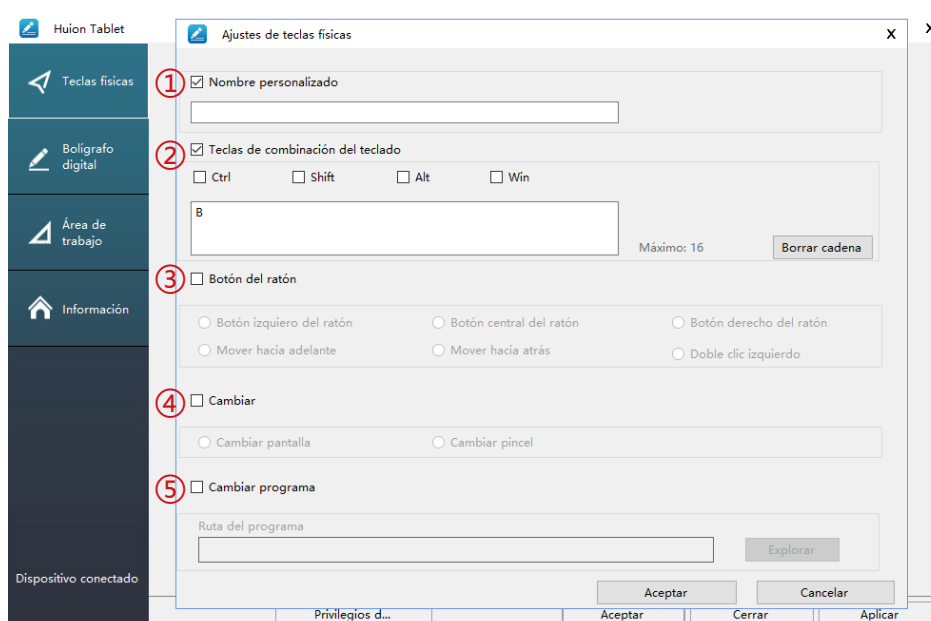 Huion Tablet
Ajustes de teclas físicas
X
Teclas físicas
Bolígrafo
digital
Área de
trabajo
Información
Dispositivo conectado
① Nombre personalizado
② Teclas de combinación del teclado
Ctrl Shift Alt Win
B
Máximo: 16 Borrar cadena
③ Botón del ratón
Botón izquiero del ratón Botón central del ratón Botón derecho del ratón
Mover hacia adelante Mover hacia atrás Doble clic izquierdo
④ Cambiar
Cambiar pantalla Cambiar pincel
⑤ Cambiar programa
Ruta del programa
Explorar
Aceptar Cancelar
Privilegios d... Aceptar Cerrar Aplicar